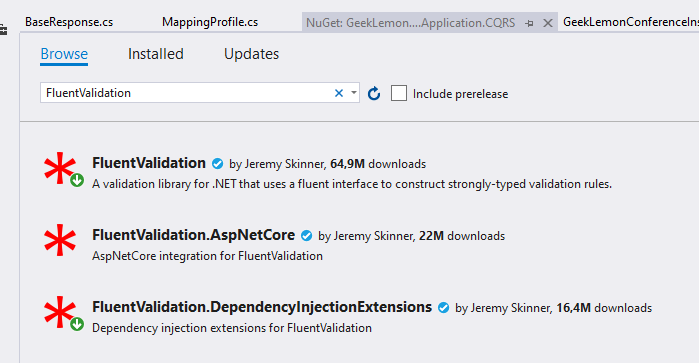 BaseResponse.cs MappingProfile.cs NuGet: GeekLemon....Application.CQRS GeekLemonConferenceIns
Browse Installed Updates
FluentValidation Include prerelease
FluentValidation by Jeremy Skinner, 64,9M downloads
A validation library for .NET that uses a fluent interface to construct strongly-typed validation rules.
FluentValidation.AspNetCore by Jeremy Skinner, 22M downloads
AspNetCore integration for FluentValidation
FluentValidation.DependencyInjectionExtensions by Jeremy Skinner, 16,4M downloads
Dependency injection extensions for FluentValidation